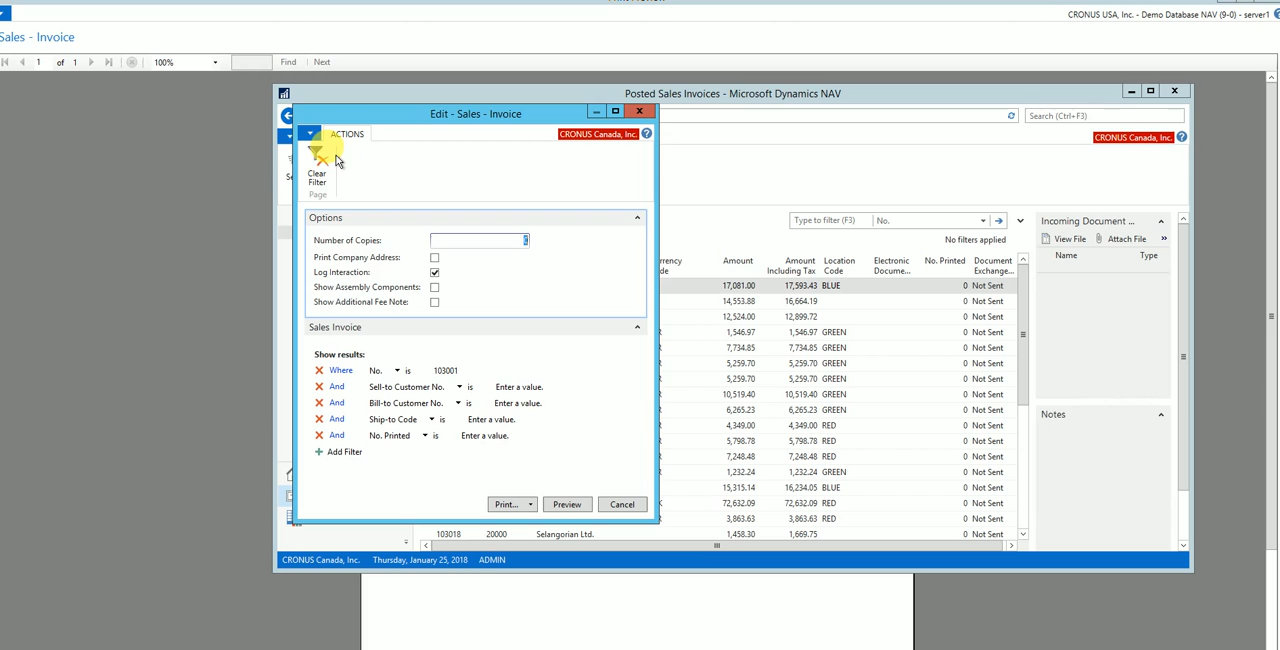 CRONUS USA, Inc. - Demo Database NAV (9-0) - server1
Sales - Invoice
1 of 1 100% Find Next
Posted Sales Invoices - Microsoft Dynamics NAV
Edit - Sales - Invoice
Search (Ctrl+F3)
ACTIONS CRONUS Canada, Inc.
CRONUS Canada, Inc.
Clear
Filter
Page
Options
Number of Copies:
Print Company Address:
Log Interaction:
Show Assembly Components:
Show Additional Fee Note:
Sales Invoice
Show results:
Where No. is 103001
And Sell-to Customer No. is Enter a value.
And Bill-to Customer No. is Enter a value.
And Ship-to Code is Enter a value.
And No. Printed is Enter a value.
Add Filter
Print... Preview Cancel
Type to filter (F3) No.
No filters applied
Amount Amount Including Tax Location Code Electronic Docume... No. Printed Document Exchange...
17,081.00 17,593.43 BLUE 0 Not Sent
14,553.88 16,664.19 0 Not Sent
12,524.00 12,899.72 0 Not Sent
1,546.97 1,546.97 GREEN 0 Not Sent
7,734.85 7,734.85 GREEN 0 Not Sent
5,259.70 5,259.70 GREEN 0 Not Sent
5,259.70 5,259.70 GREEN 0 Not Sent
10,519.40 10,519.40 GREEN 0 Not Sent
6,265.23 6,265.23 GREEN 0 Not Sent
4,349.00 4,349.00 RED 0 Not Sent
5,798.78 5,798.78 RED 0 Not Sent
7,248.48 7,248.48 RED 0 Not Sent
1,232.24 1,232.24 GREEN 0 Not Sent
15,315.14 16,234.05 BLUE 0 Not Sent
72,632.09 72,632.09 RED 0 Not Sent
3,863.63 3,863.63 RED 0 Not Sent
103018 20000 Selangorian Ltd. 1,458.30 1,669.75 0 Not Sent
Incoming Document ...
View File Attach File »
Name Type
Notes
CRONUS Canada, Inc. Thursday, January 25, 2018 ADMIN